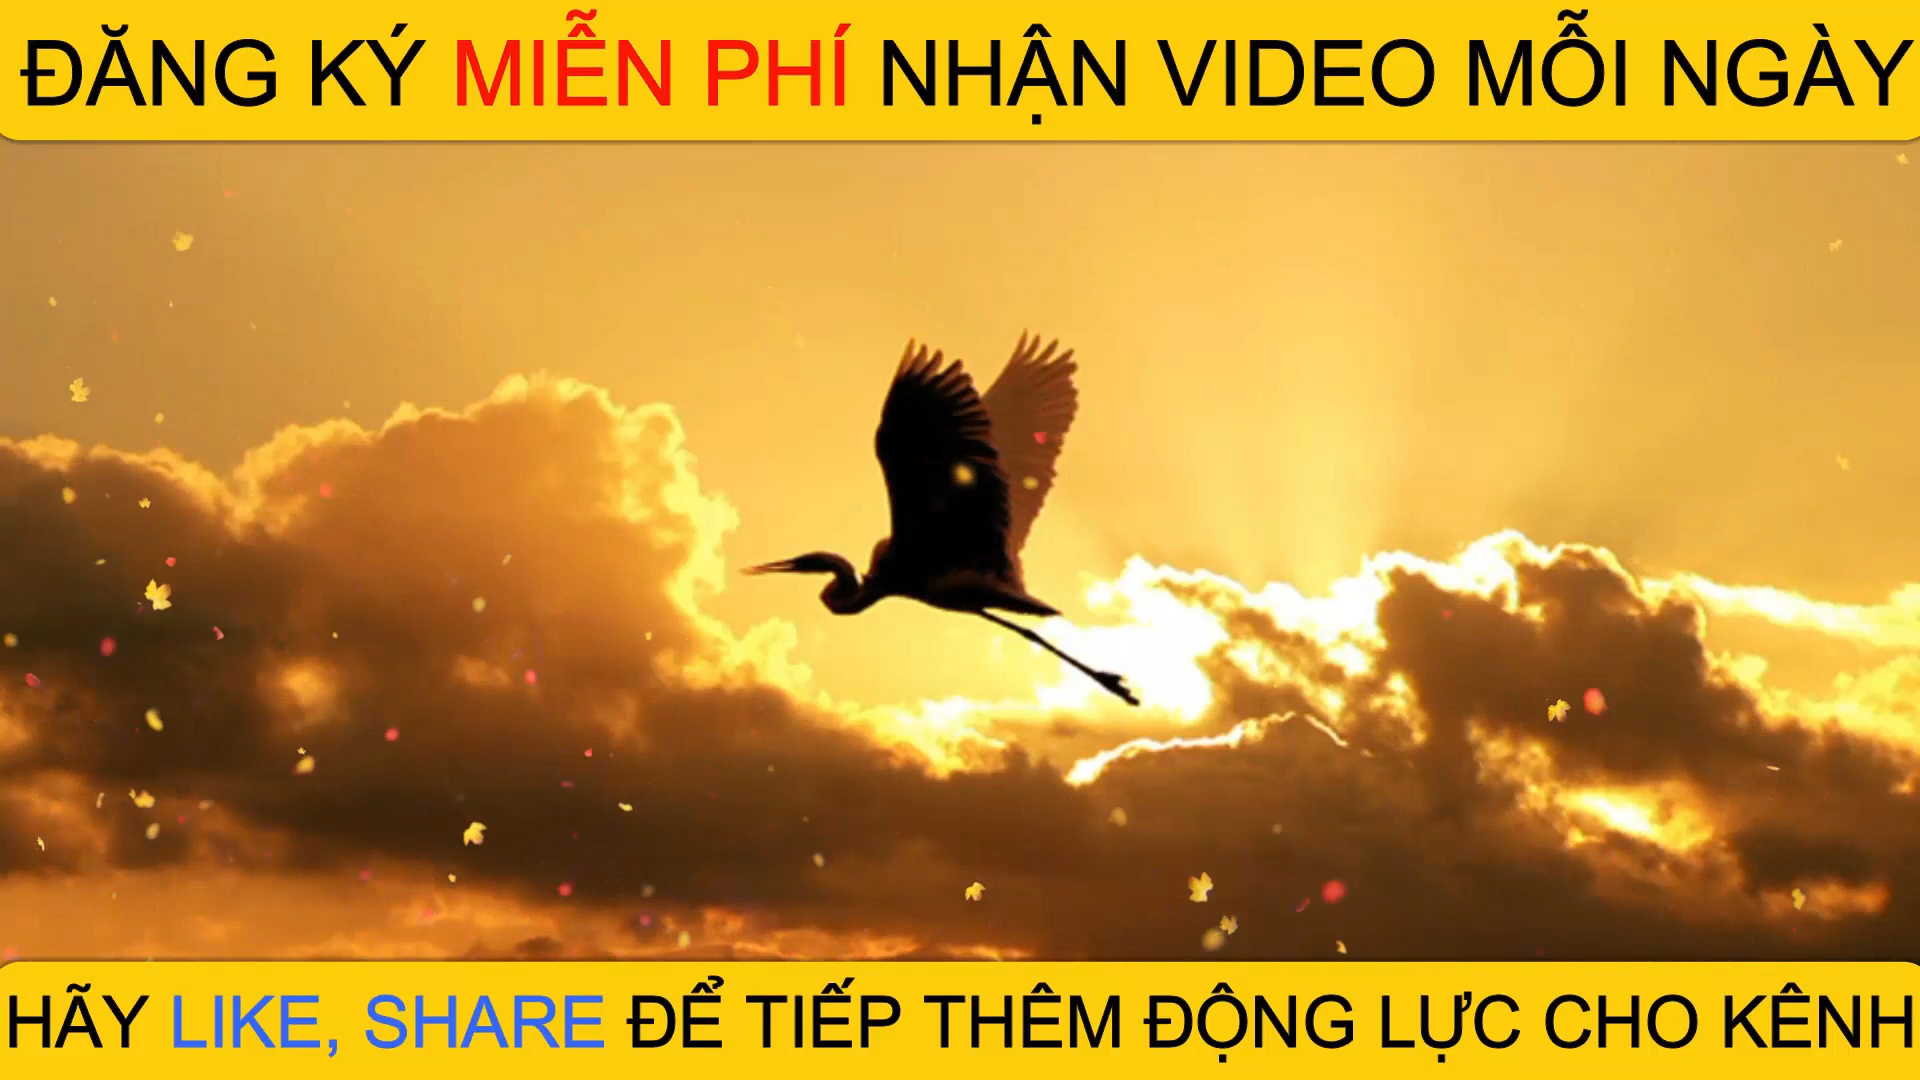 ĐĂNG KÝ MIỄN PHÍ NHẬN VIDEO MỖI NGÀY
HÃY LIKE, SHARE ĐỂ TIẾP THÊM ĐỘNG LỰC CHO KÊNH